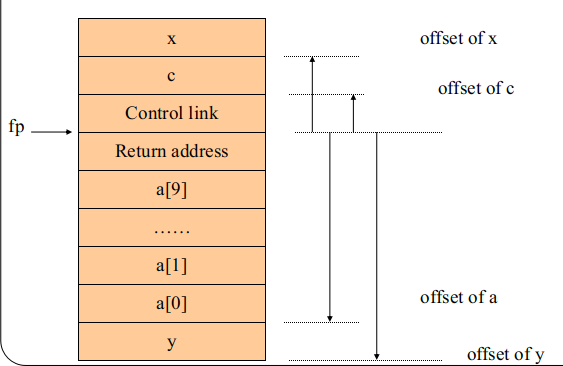 x
offset of x
c
offset of c
Control link
fp
Return address
a[9]
……
a[1]
a[0]
offset of a
y
offset of y